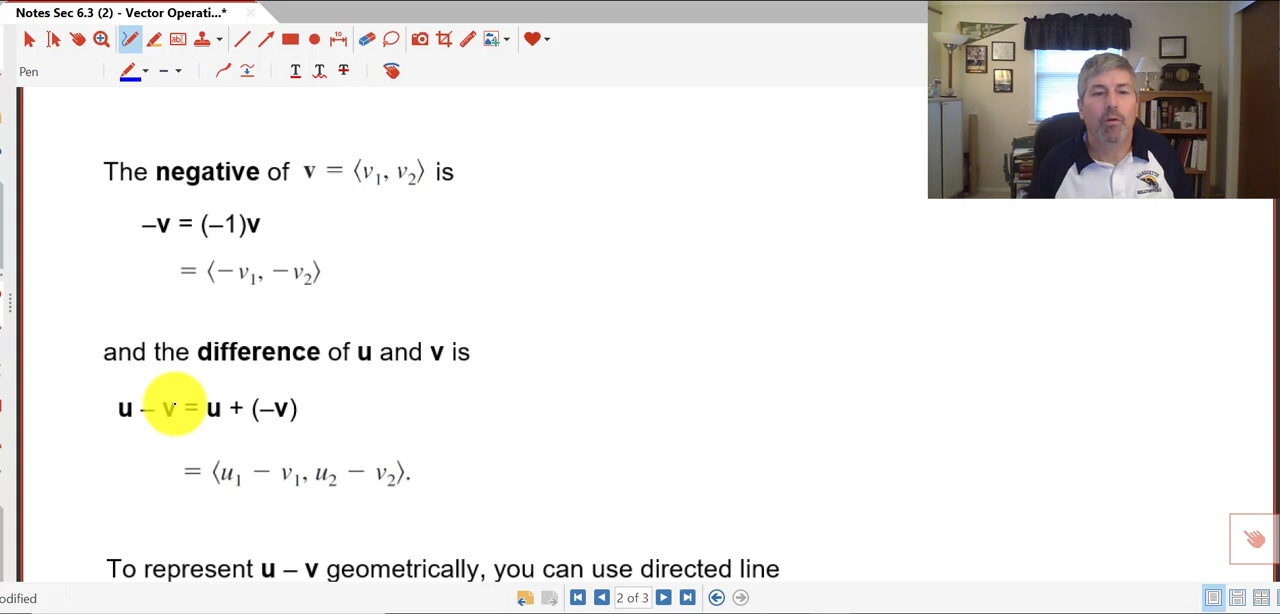 Notes Sec 6.3 (2) - Vector Operati...*
Pen
The negative of v = ⟨v₁, v₂⟩ is
–v = (–1)v
= ⟨−v₁, −v₂⟩
and the difference of u and v is
u – v = u + (–v)
= ⟨u₁ − v₁, u₂ − v₂⟩.
To represent u – v geometrically, you can use directed line
odified
2 of 3